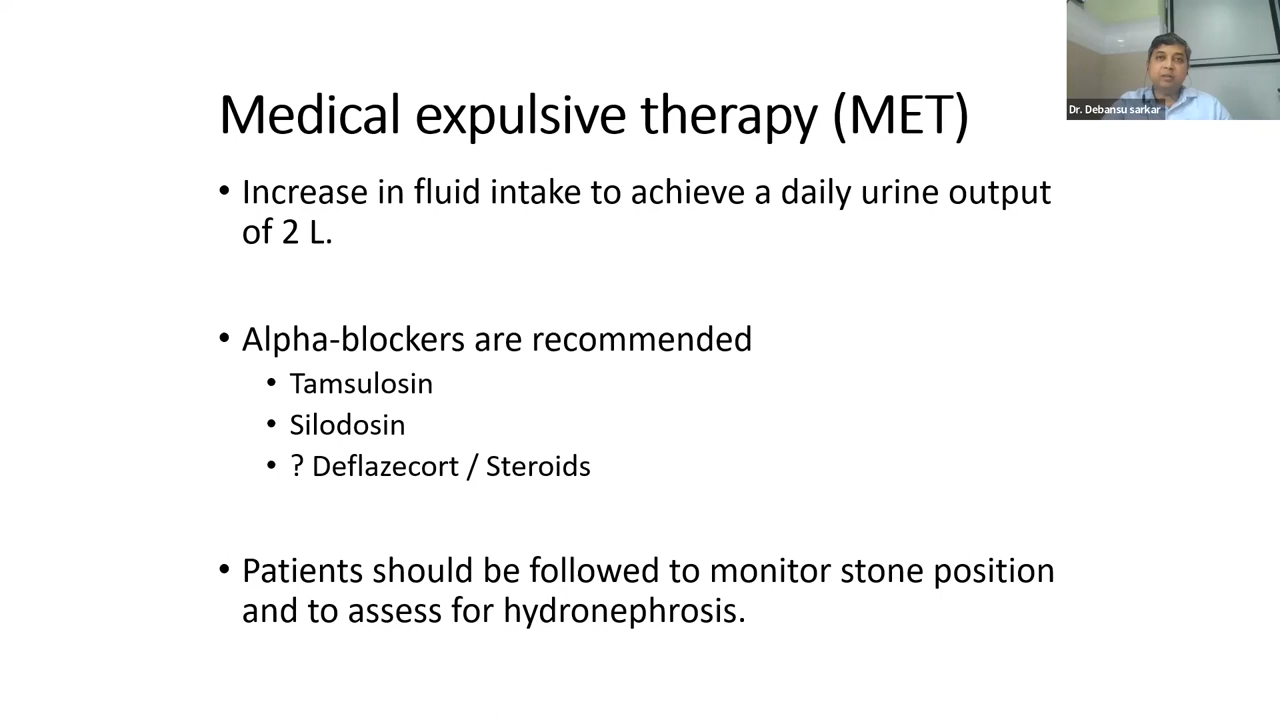 Medical expulsive therapy (MET)
Dr. Debansu sarkar
• Increase in fluid intake to achieve a daily urine output
of 2 L.
• Alpha-blockers are recommended
• Tamsulosin
• Silodosin
• ? Deflazecort / Steroids
• Patients should be followed to monitor stone position
and to assess for hydronephrosis.